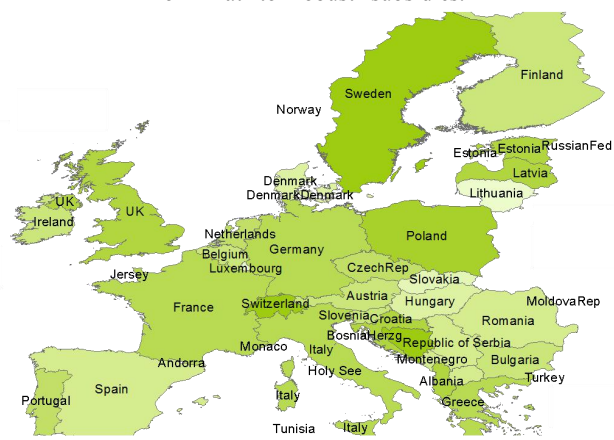 Finland
Sweden
Norway
Estonia
Estonia
RussianFed
Latvia
Denmark
Lithuania
Denmark
Denmark
UK
UK
Ireland
Netherlands
Poland
Germany
Belgium
Luxembourg
CzechRep
Jersey
Slovakia
Austria
Hungary
MoldovaRep
France
Switzerland
Slovenia
Croatia
Romania
BosniaHerzg
Republic of Serbia
Monaco
Italy
Montenegro
Bulgaria
Andorra
Holy See
Albania
Turkey
Spain
Portugal
Italy
Greece
Tunisia
Italy